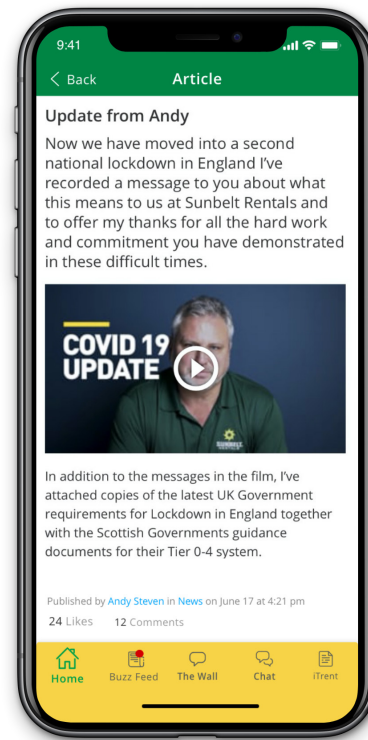 9:41
Back
Article
Update from Andy
Now we have moved into a second
national lockdown in England I’ve
recorded a message to you about what
this means to us at Sunbelt Rentals and
to offer my thanks for all the hard work
and commitment you have demonstrated
in these difficult times.
COVID 19
UPDATE
SUNBELT
In addition to the messages in the film, I’ve
attached copies of the latest UK Government
requirements for Lockdown in England together
with the Scottish Governments guidance
documents for their Tier 0-4 system.
Published by Andy Steven in News on June 17 at 4:21 pm
24 Likes 12 Comments
Home Buzz Feed The Wall Chat iTrent